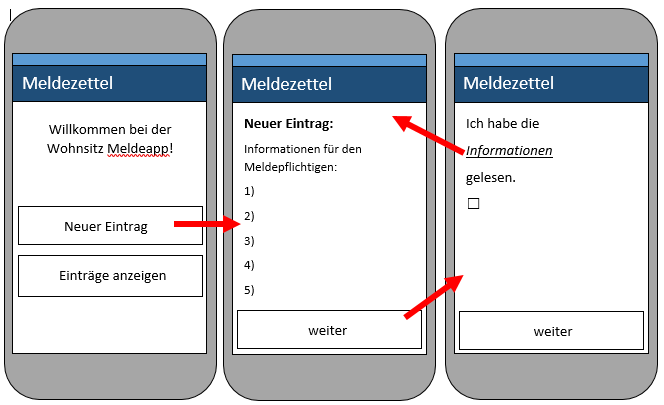 Meldezettel
Willkommen bei der
Wohnsitz Meldeapp!
Neuer Eintrag
Einträge anzeigen
Meldezettel
Neuer Eintrag:
Informationen für den
Meldepflichtigen:
1)
2)
3)
4)
5)
weiter
Meldezettel
Ich habe die
Informationen
gelesen.
weiter